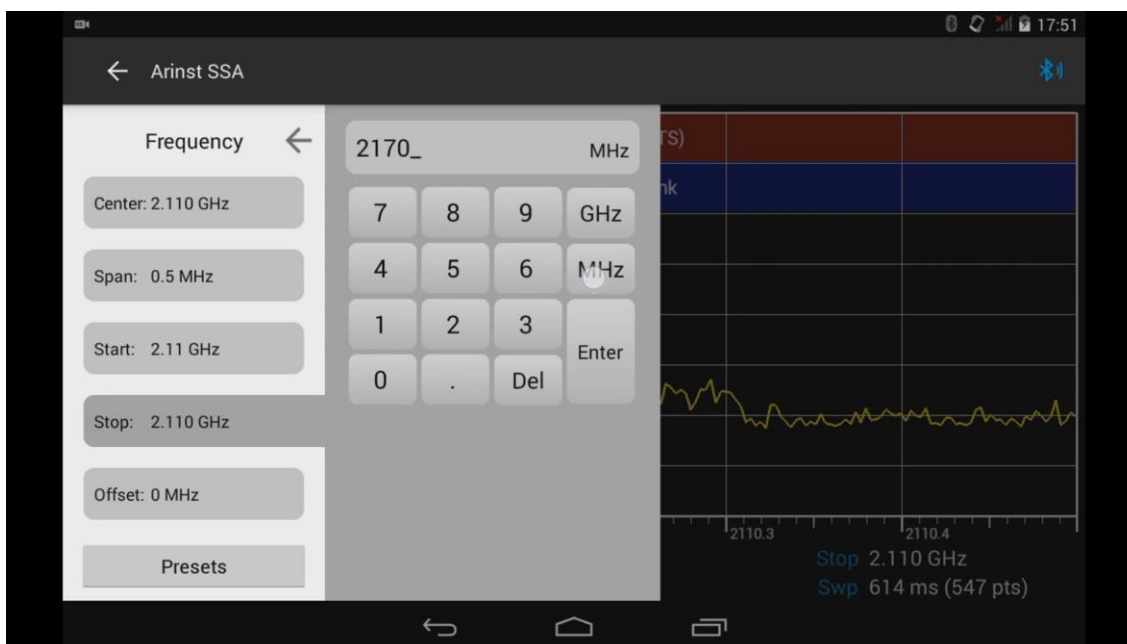 17:51
Arinst SSA
Frequency
Center: 2.110 GHz
Span: 0.5 MHz
Start: 2.11 GHz
Stop: 2.110 GHz
Offset: 0 MHz
Presets
2170_ MHz
7 8 9 GHz
4 5 6 MHz
1 2 3
Enter
0 . Del
TS)
nk
2110.3 2110.4
Stop 2.110 GHz
Swp 614 ms (547 pts)